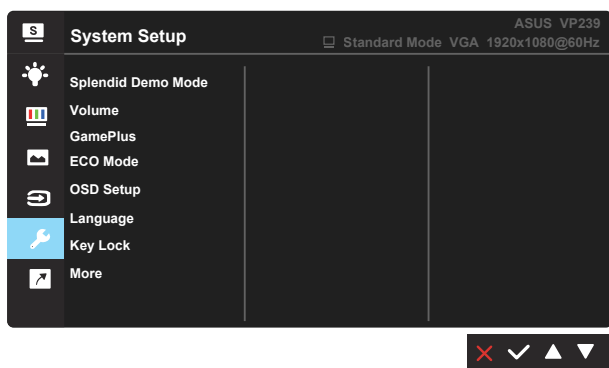 S
System Setup
ASUS VP239
Standard Mode VGA 1920x1080@60Hz
Splendid Demo Mode
Volume
GamePlus
ECO Mode
OSD Setup
Language
Key Lock
More